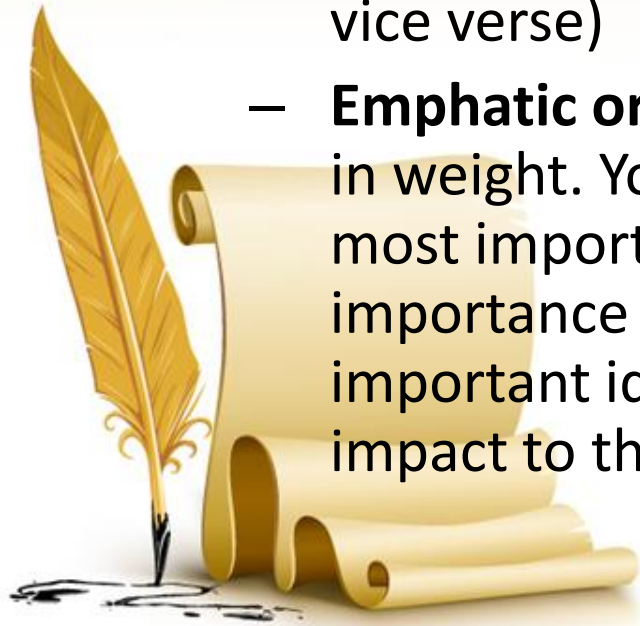 vice verse)
– Emphatic or
in weight. Yo
most import
importance
important id
impact to th